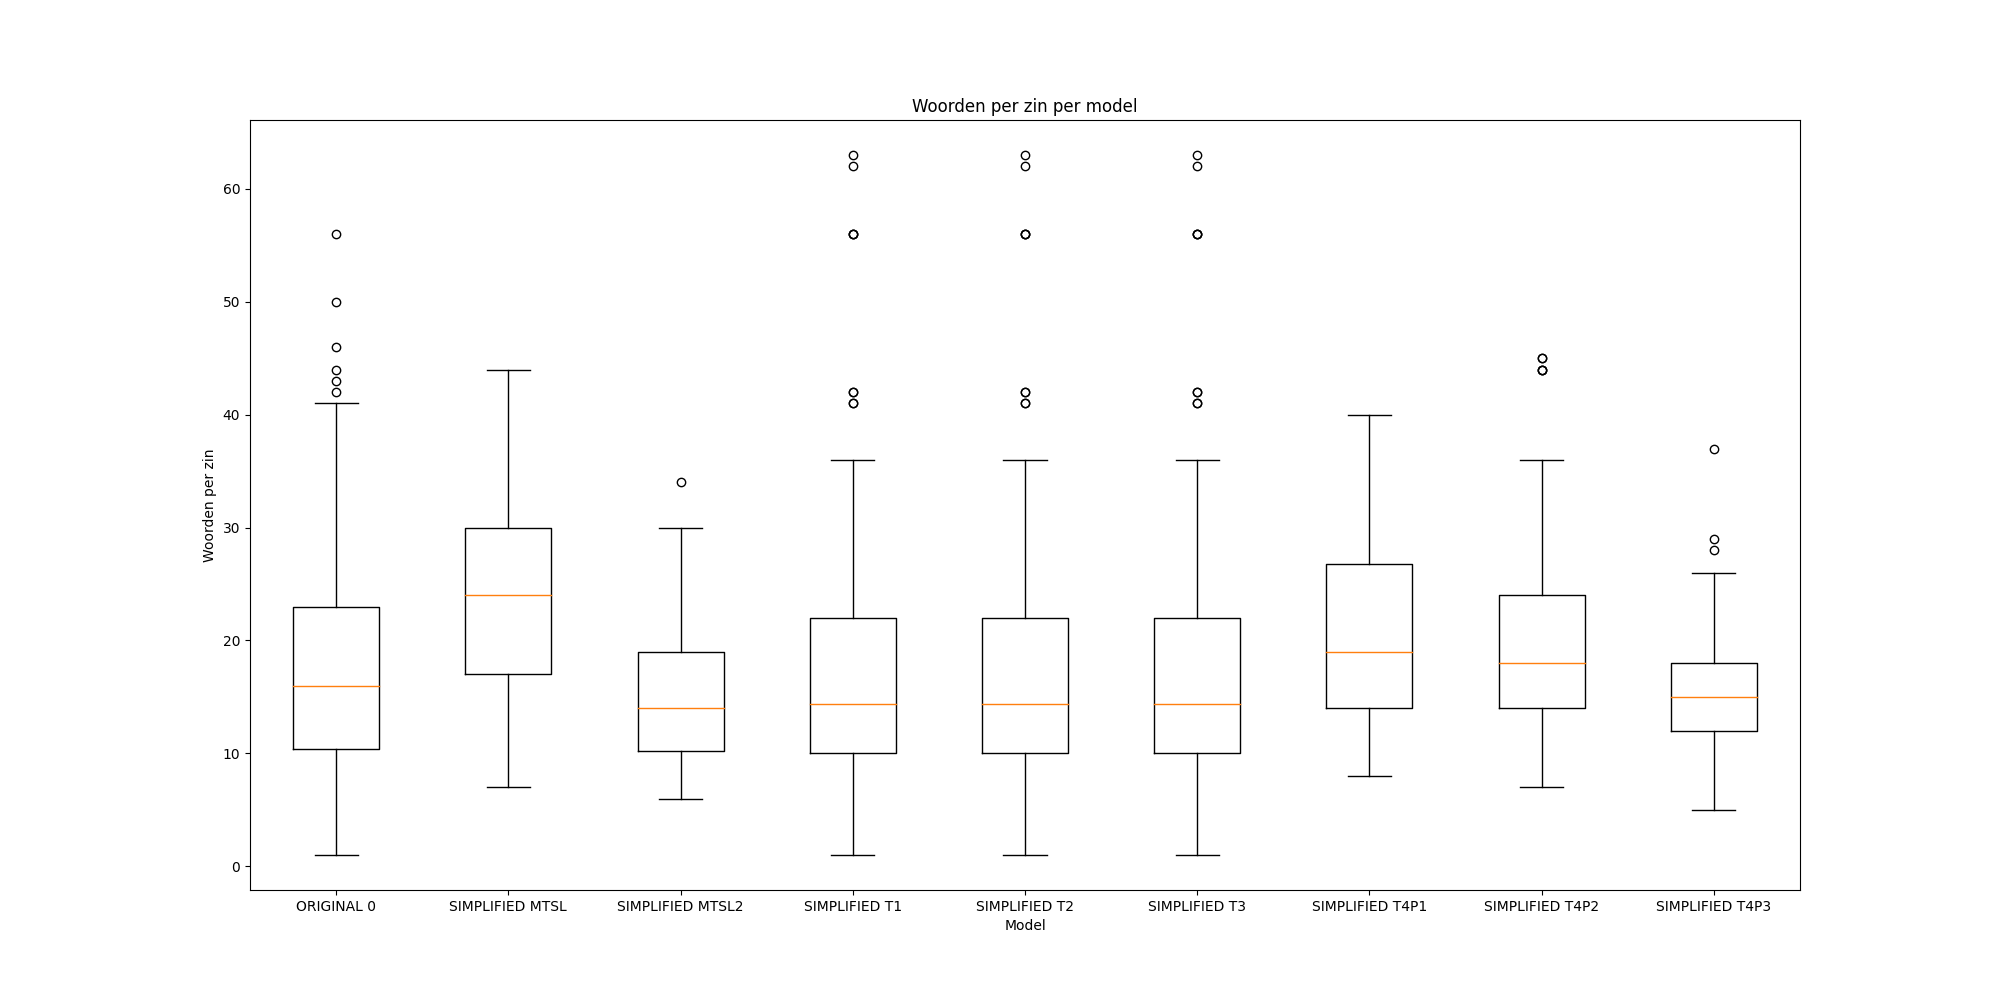 Woorden per zin per model
Woorden per zin
60
50
40
30
20
10
0
ORIGINAL 0 SIMPLIFIED MTSL SIMPLIFIED MTSL2 SIMPLIFIED T1 SIMPLIFIED T2 SIMPLIFIED T3 SIMPLIFIED T4P1 SIMPLIFIED T4P2 SIMPLIFIED T4P3
Model